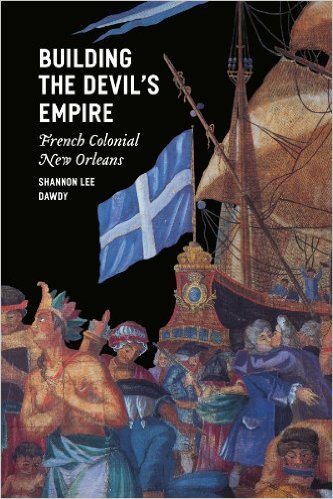 BUILDING
THE DEVIL'S
EMPIRE
French Colonial
New Orleans
SHANNON LEE
DAWDY